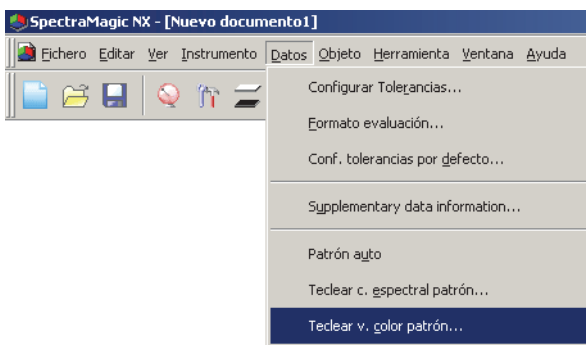 SpectraMagic NX - [Nuevo documento1]
Fichero Editar Ver Instrumento Datos Objeto Herramienta Ventana Ayuda
Configurar Tolerancias...
Formato evaluación...
Conf. tolerancias por defecto...
Supplementary data information...
Patrón auto
Teclear c. espectral patrón...
Teclear v. color patrón...